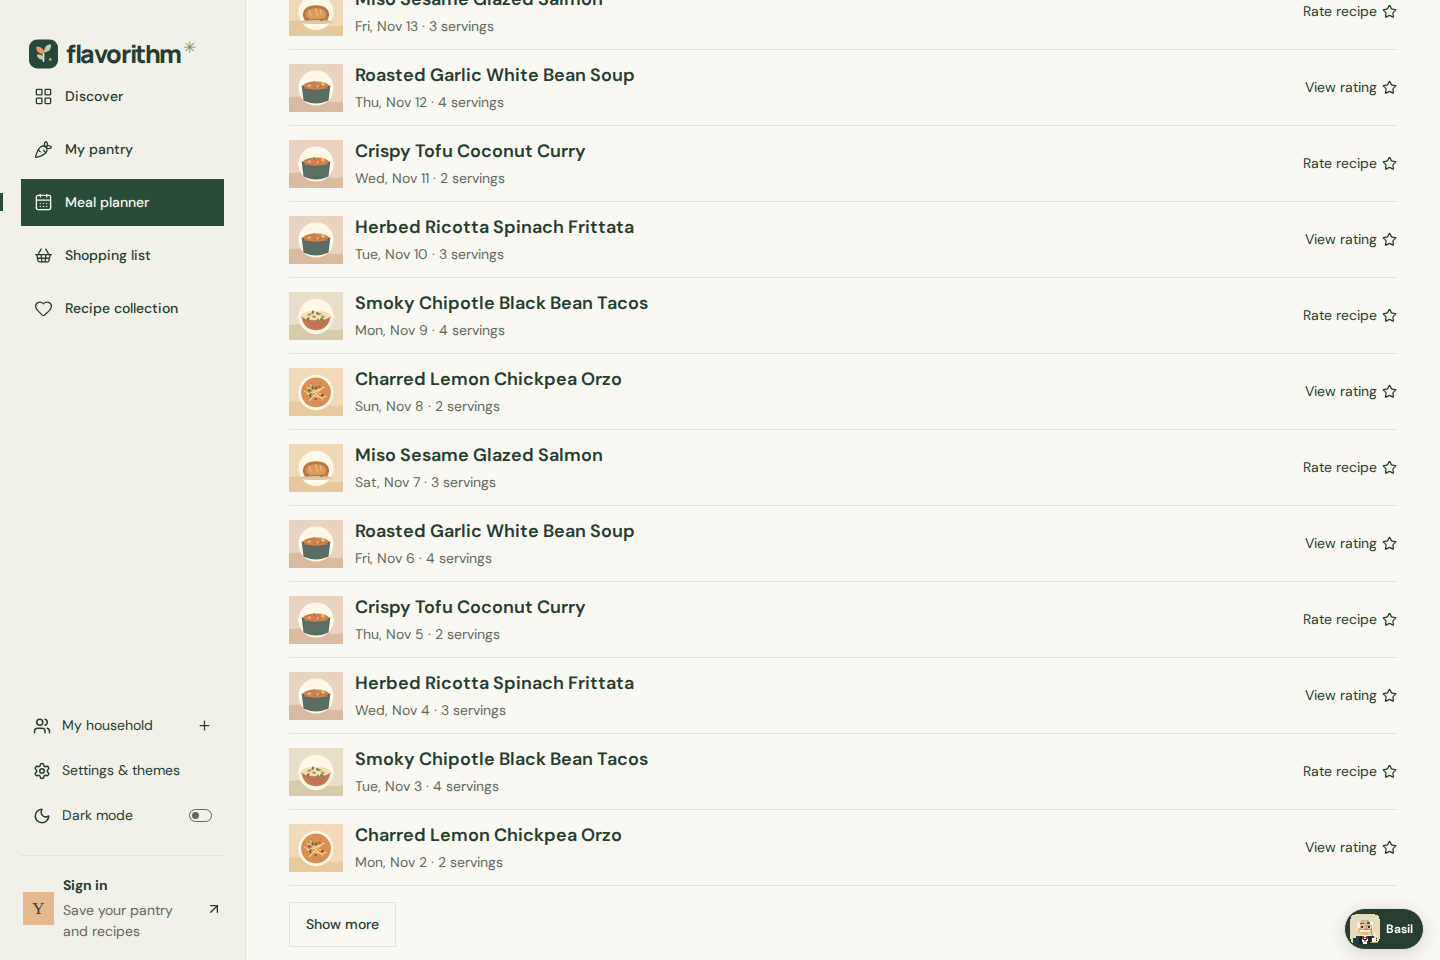 flavorithm
Discover
My pantry
Meal planner
Shopping list
Recipe collection
My household
Settings & themes
Dark mode
Y
Sign in
Save your pantry
and recipes
Miso Sesame Glazed Salmon
Fri, Nov 13 · 3 servings
Rate recipe
Roasted Garlic White Bean Soup
Thu, Nov 12 · 4 servings
View rating
Crispy Tofu Coconut Curry
Wed, Nov 11 · 2 servings
Rate recipe
Herbed Ricotta Spinach Frittata
Tue, Nov 10 · 3 servings
View rating
Smoky Chipotle Black Bean Tacos
Mon, Nov 9 · 4 servings
Rate recipe
Charred Lemon Chickpea Orzo
Sun, Nov 8 · 2 servings
View rating
Miso Sesame Glazed Salmon
Sat, Nov 7 · 3 servings
Rate recipe
Roasted Garlic White Bean Soup
Fri, Nov 6 · 4 servings
View rating
Crispy Tofu Coconut Curry
Thu, Nov 5 · 2 servings
Rate recipe
Herbed Ricotta Spinach Frittata
Wed, Nov 4 · 3 servings
View rating
Smoky Chipotle Black Bean Tacos
Tue, Nov 3 · 4 servings
Rate recipe
Charred Lemon Chickpea Orzo
Mon, Nov 2 · 2 servings
View rating
Show more
Basil